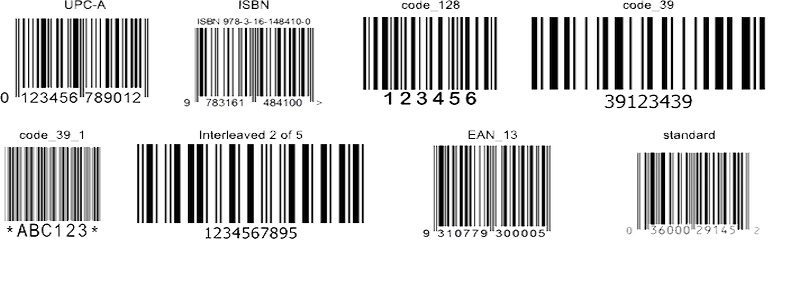 UPC-A
0 123456 789012
ISBN
ISBN 978-3-16-148410-0
9 783161 484100 >
code_128
123456
code_39
39123439
code_39_1
*ABC123*
Interleaved 2 of 5
1234567895
EAN_13
9 310779 300005
standard
0 36000 29145 2